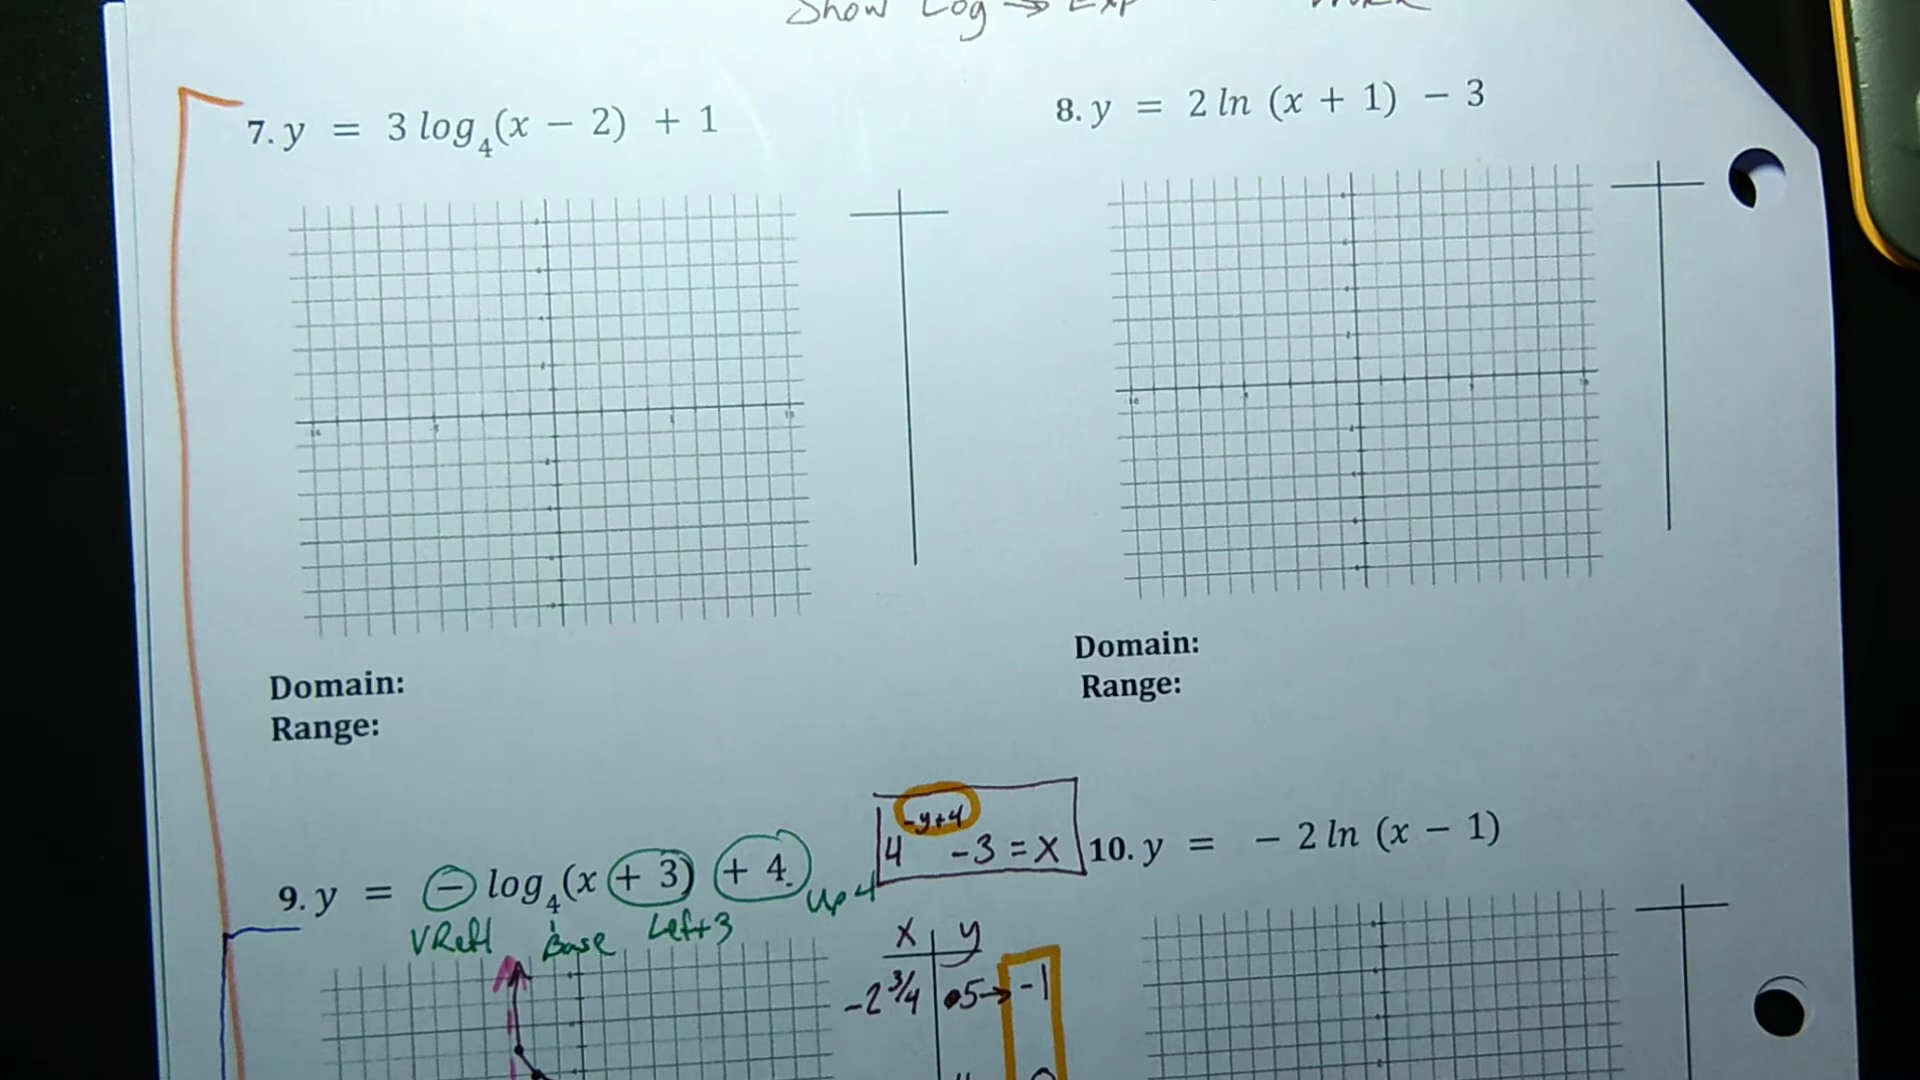 Show Log → Exp
7. y = 3 log₄(x − 2) + 1
8. y = 2 ln (x + 1) − 3
Domain:
Range:
Domain:
Range:
9. y = − log₄(x + 3) + 4
VRefl Base Left 3 Up 4
4^(-y+4) - 3 = x
x y
-2 3/4 5 → -1
10. y = − 2 ln (x − 1)